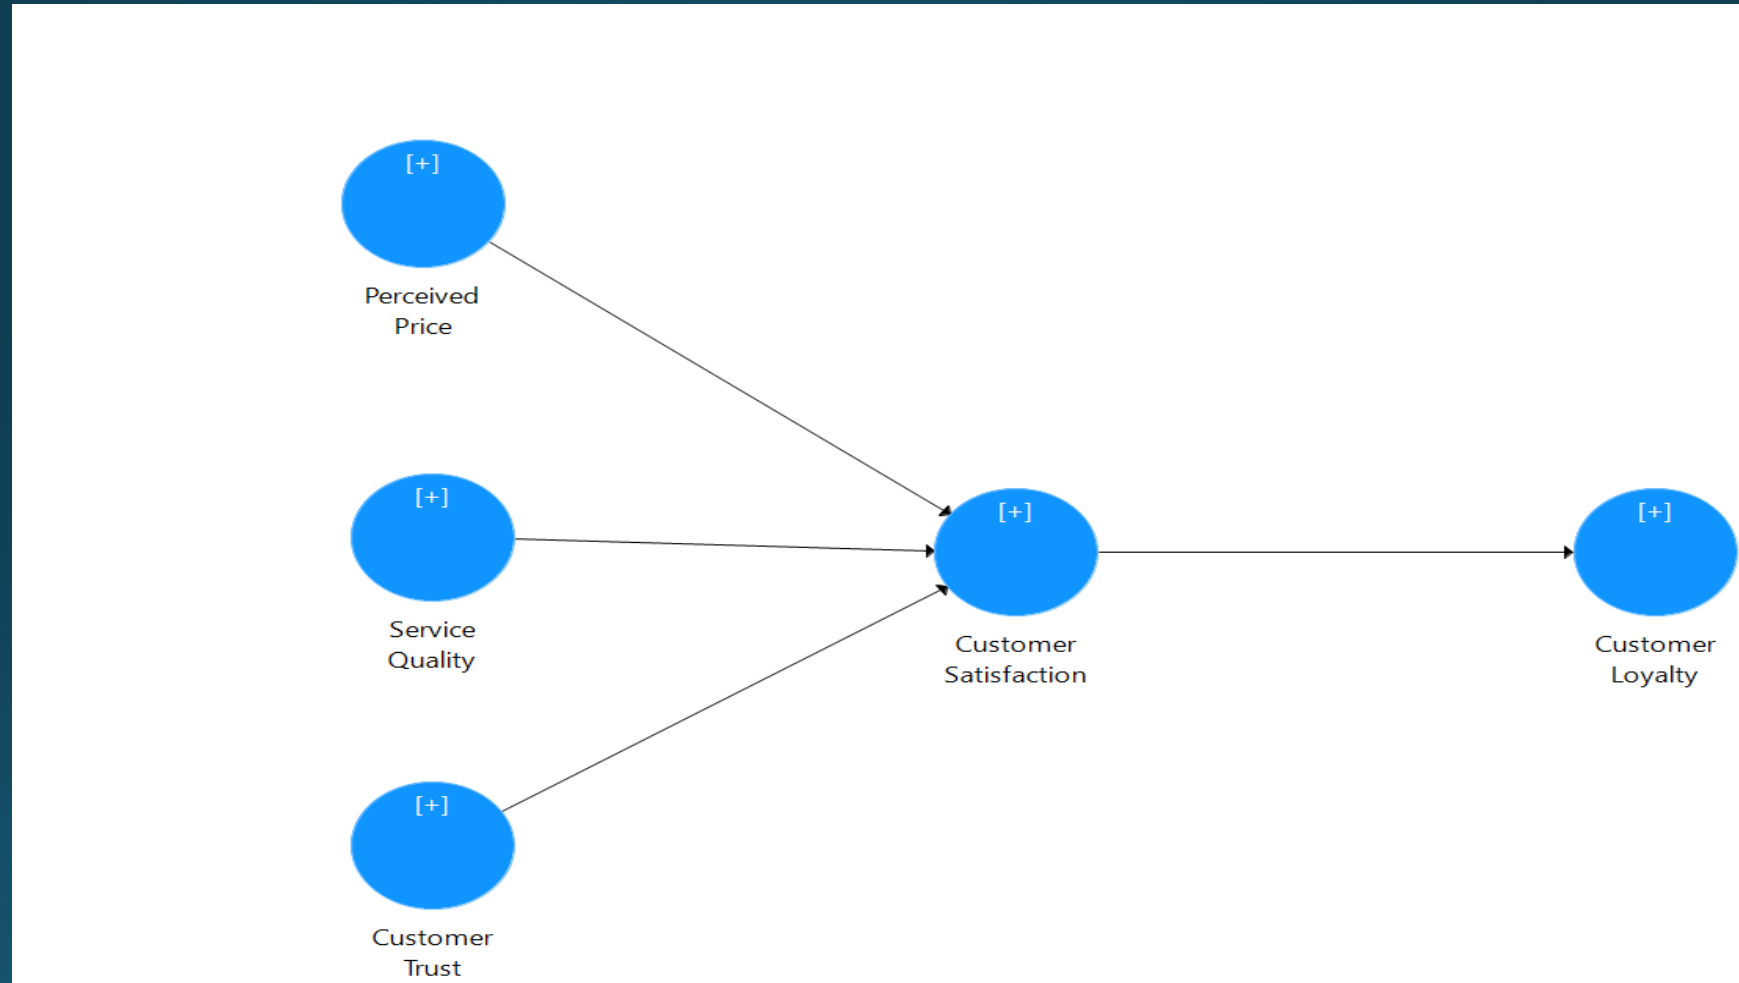 [+]
Perceived
Price
[+]
Service
Quality
[+]
Customer
Trust
[+]
Customer
Satisfaction
[+]
Customer
Loyalty